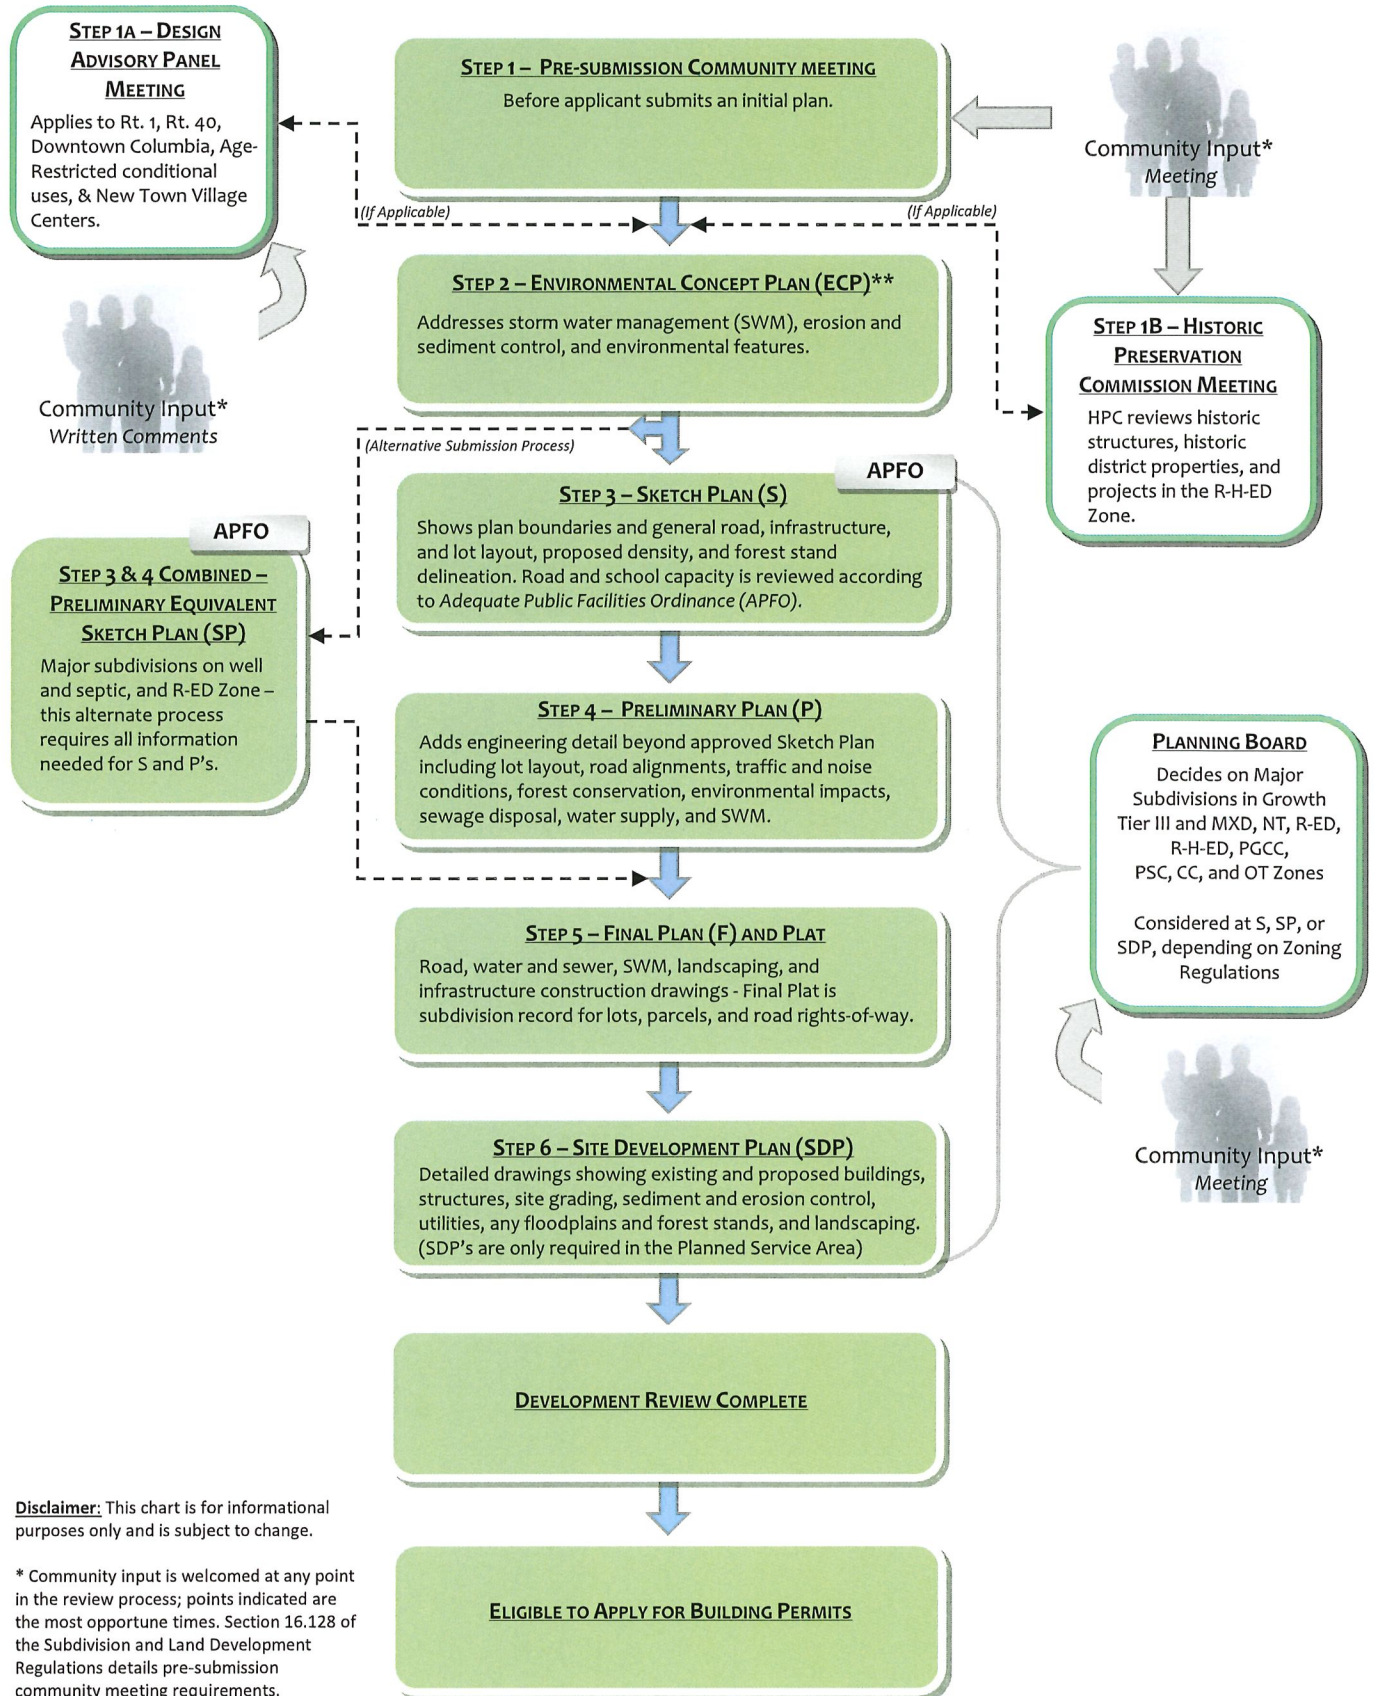 STEP 1A – DESIGN
ADVISORY PANEL
MEETING
Applies to Rt. 1, Rt. 40,
Downtown Columbia, Age-
Restricted conditional
uses, & New Town Village
Centers.
STEP 1 – PRE-SUBMISSION COMMUNITY MEETING
Before applicant submits an initial plan.
Community Input*
Meeting
(If Applicable)
(If Applicable)
STEP 2 – ENVIRONMENTAL CONCEPT PLAN (ECP)**
Addresses storm water management (SWM), erosion and
sediment control, and environmental features.
STEP 1B – HISTORIC
PRESERVATION
COMMISSION MEETING
HPC reviews historic
structures, historic
district properties, and
projects in the R-H-ED
Zone.
Community Input*
Written Comments
(Alternative Submission Process)
APFO
STEP 3 – SKETCH PLAN (S)
Shows plan boundaries and general road, infrastructure,
and lot layout, proposed density, and forest stand
delineation. Road and school capacity is reviewed according
to Adequate Public Facilities Ordinance (APFO).
APFO
STEP 3 & 4 COMBINED –
PRELIMINARY EQUIVALENT
SKETCH PLAN (SP)
Major subdivisions on well
and septic, and R-ED Zone –
this alternate process
requires all information
needed for S and P's.
STEP 4 – PRELIMINARY PLAN (P)
Adds engineering detail beyond approved Sketch Plan
including lot layout, road alignments, traffic and noise
conditions, forest conservation, environmental impacts,
sewage disposal, water supply, and SWM.
PLANNING BOARD
Decides on Major
Subdivisions in Growth
Tier III and MXD, NT, R-ED,
R-H-ED, PGCC,
PSC, CC, and OT Zones
Considered at S, SP, or
SDP, depending on Zoning
Regulations
STEP 5 – FINAL PLAN (F) AND PLAT
Road, water and sewer, SWM, landscaping, and
infrastructure construction drawings - Final Plat is
subdivision record for lots, parcels, and road rights-of-way.
Community Input*
Meeting
STEP 6 – SITE DEVELOPMENT PLAN (SDP)
Detailed drawings showing existing and proposed buildings,
structures, site grading, sediment and erosion control,
utilities, any floodplains and forest stands, and landscaping.
(SDP's are only required in the Planned Service Area)
DEVELOPMENT REVIEW COMPLETE
ELIGIBLE TO APPLY FOR BUILDING PERMITS
Disclaimer: This chart is for informational
purposes only and is subject to change.
* Community input is welcomed at any point
in the review process; points indicated are
the most opportune times. Section 16.128 of
the Subdivision and Land Development
Regulations details pre-submission
community meeting requirements.